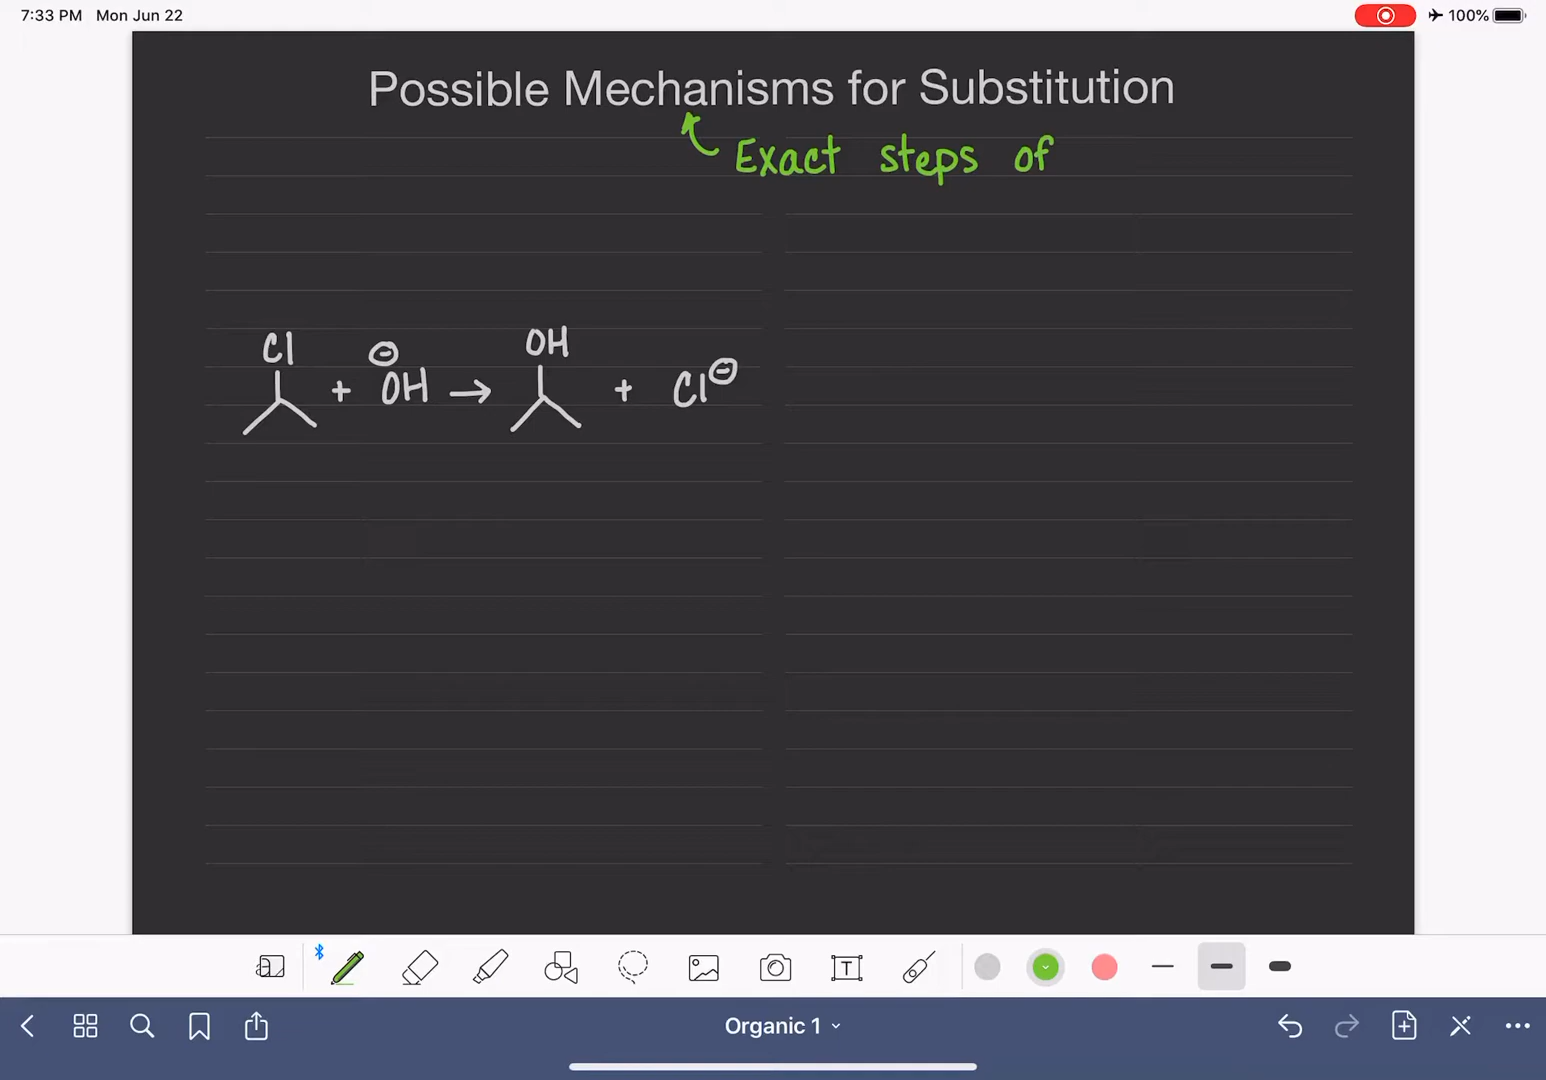 7:33 PM Mon Jun 22
100%
Possible Mechanisms for Substitution
Exact steps of
Cl + ⊖OH → OH + Cl⊖
T
Organic 1